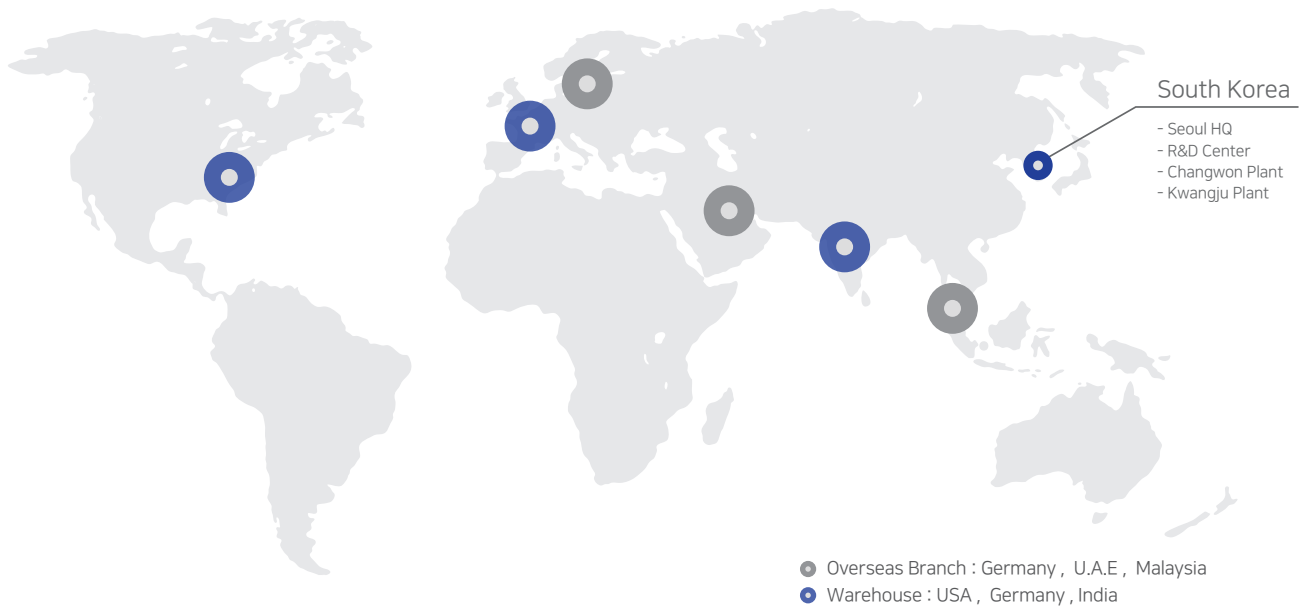 South Korea
- Seoul HQ
- R&D Center
- Changwon Plant
- Kwangju Plant
Overseas Branch : Germany , U.A.E , Malaysia
Warehouse : USA , Germany , India